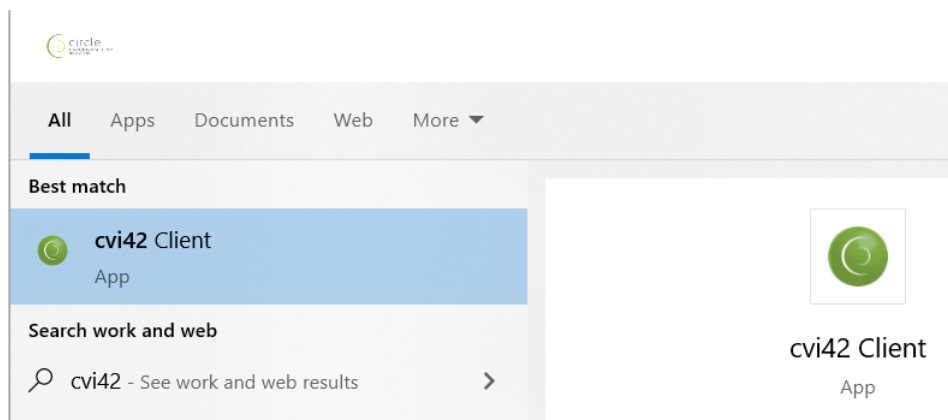 circle
All Apps Documents Web More
Best match
cvi42 Client
App
Search work and web
cvi42 - See work and web results
cvi42 Client
App